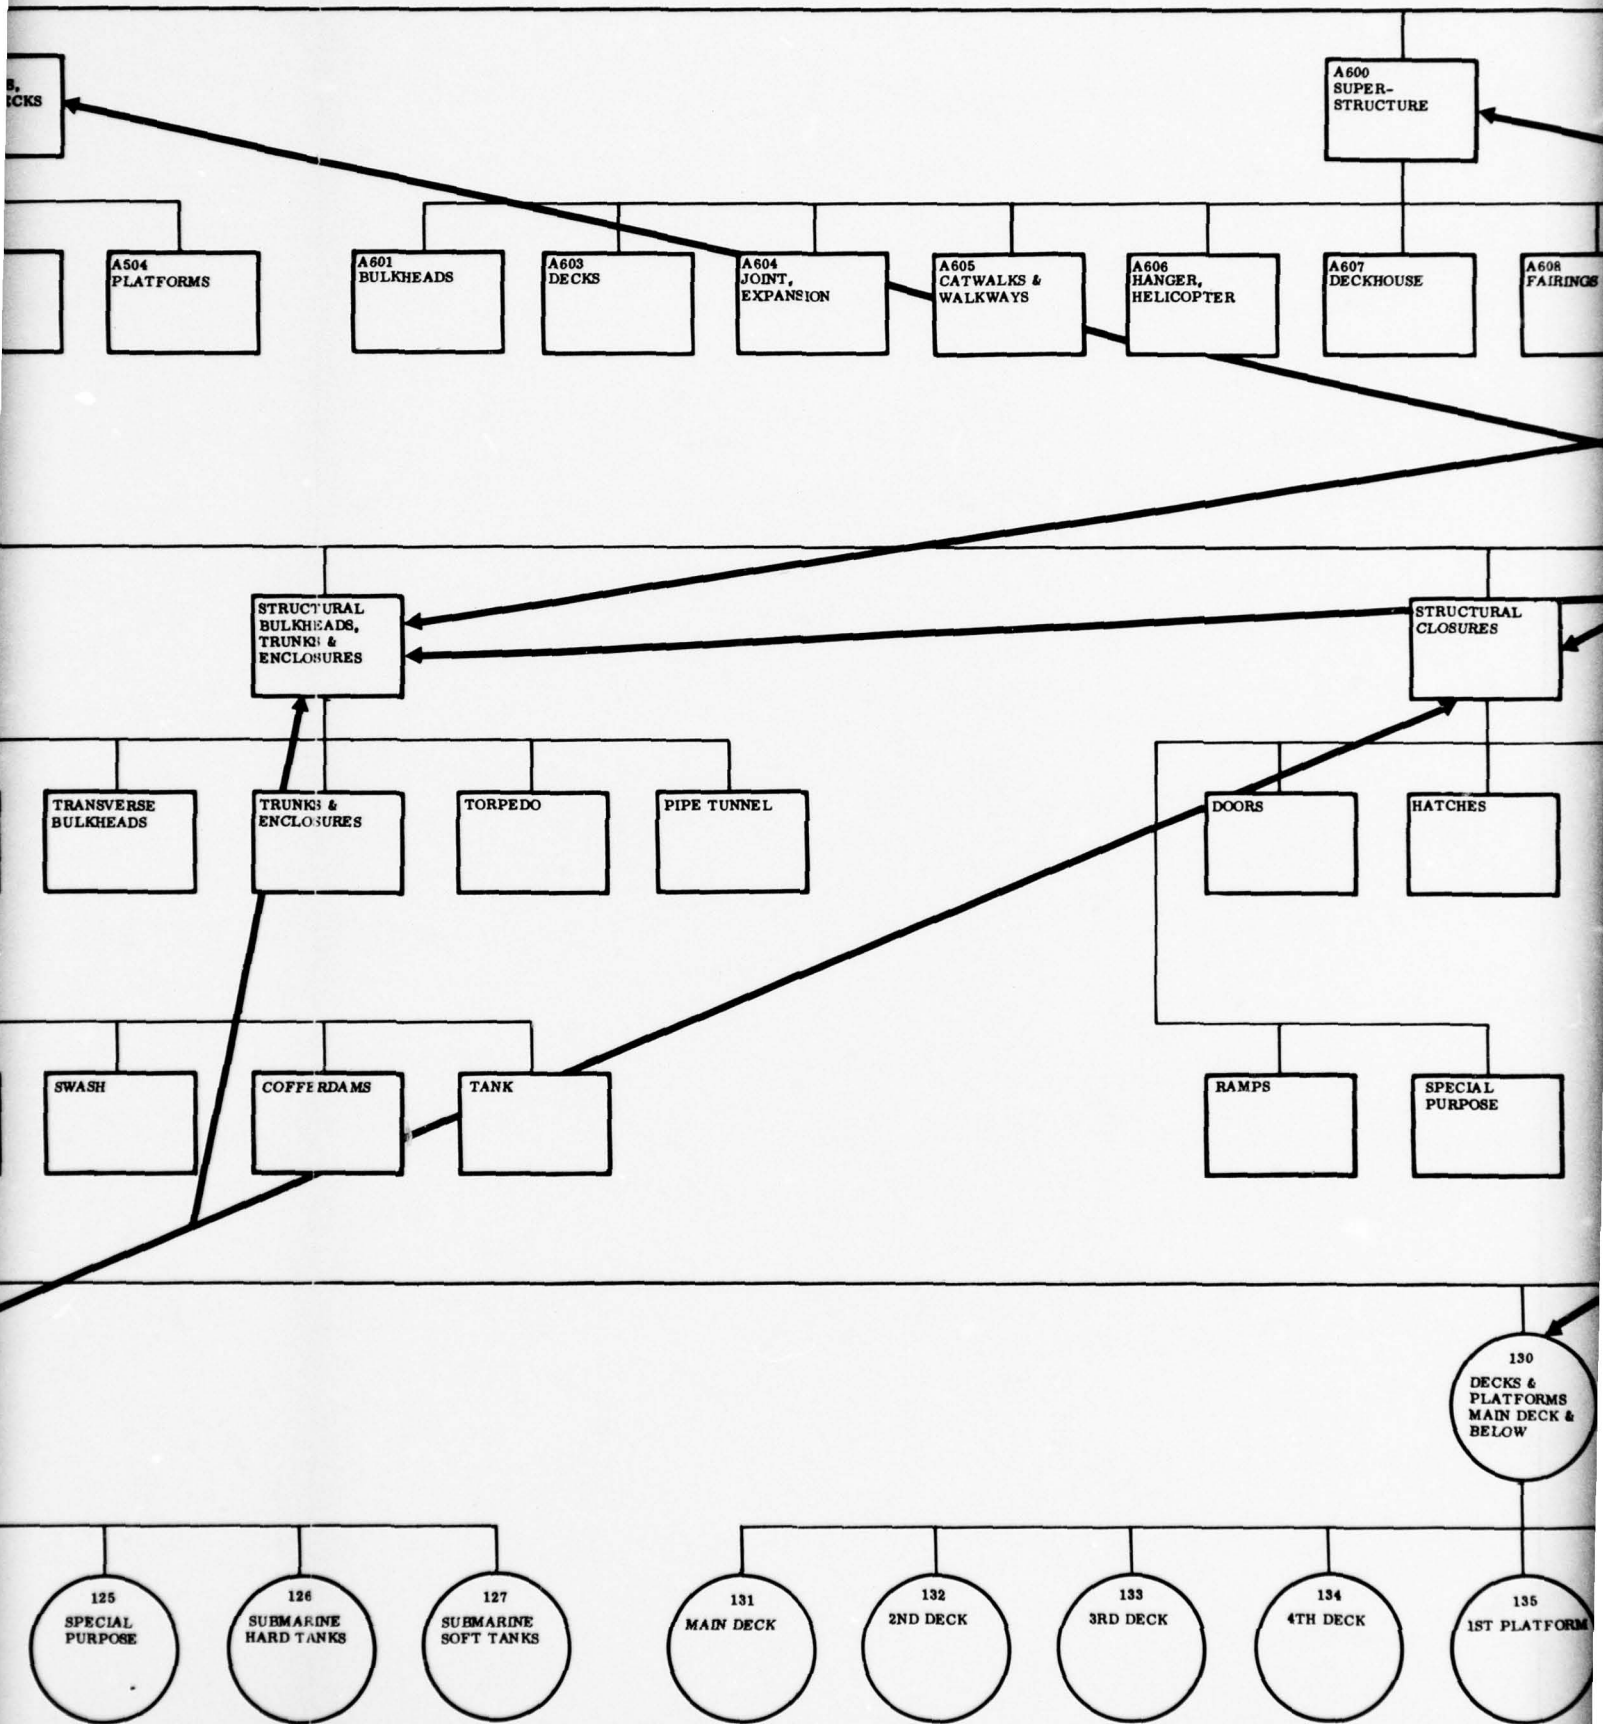 ECKS
A600
SUPER-
STRUCTURE
A504
PLATFORMS
A601
BULKHEADS
A603
DECKS
A604
JOINT,
EXPANSION
A605
CATWALKS &
WALKWAYS
A606
HANGER,
HELICOPTER
A607
DECKHOUSE
A608
FAIRINGS
STRUCTURAL
BULKHEADS,
TRUNKS &
ENCLOSURES
STRUCTURAL
CLOSURES
TRANSVERSE
BULKHEADS
TRUNKS &
ENCLOSURES
TORPEDO
PIPE TUNNEL
DOORS
HATCHES
SWASH
COFFERDAMS
TANK
RAMPS
SPECIAL
PURPOSE
130
DECKS &
PLATFORMS
MAIN DECK &
BELOW
125
SPECIAL
PURPOSE
126
SUBMARINE
HARD TANKS
127
SUBMARINE
SOFT TANKS
131
MAIN DECK
132
2ND DECK
133
3RD DECK
134
4TH DECK
135
1ST PLATFORM